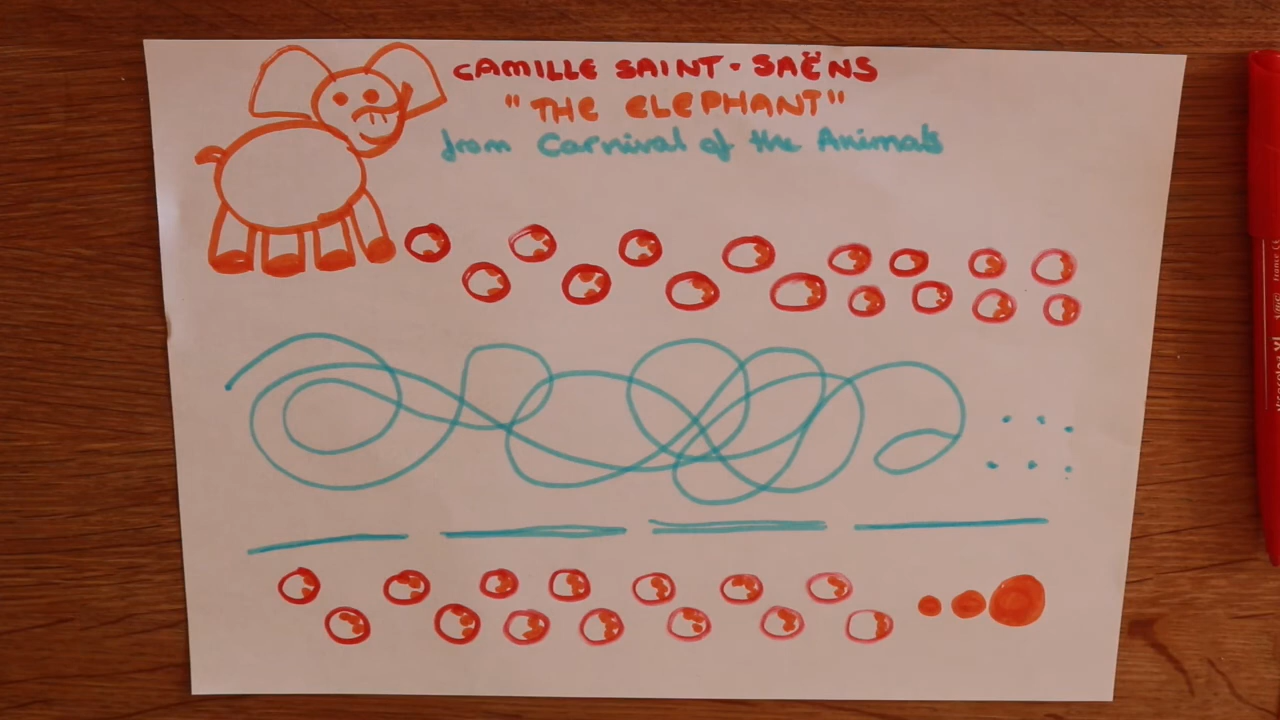 CAMILLE SAINT-SAËNS
"THE ELEPHANT"
from Carnival of the Animals